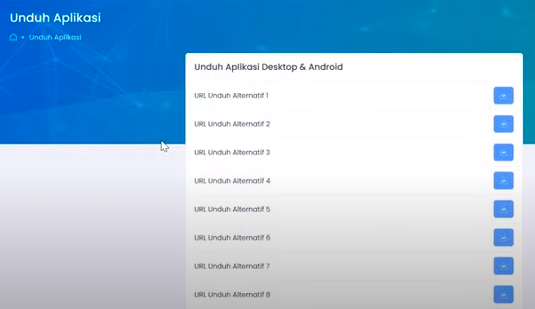 Unduh Aplikasi
Unduh Aplikasi
Unduh Aplikasi Desktop & Android
URL Unduh Alternatif 1
URL Unduh Alternatif 2
URL Unduh Alternatif 3
URL Unduh Alternatif 4
URL Unduh Alternatif 5
URL Unduh Alternatif 6
URL Unduh Alternatif 7
URL Unduh Alternatif 8